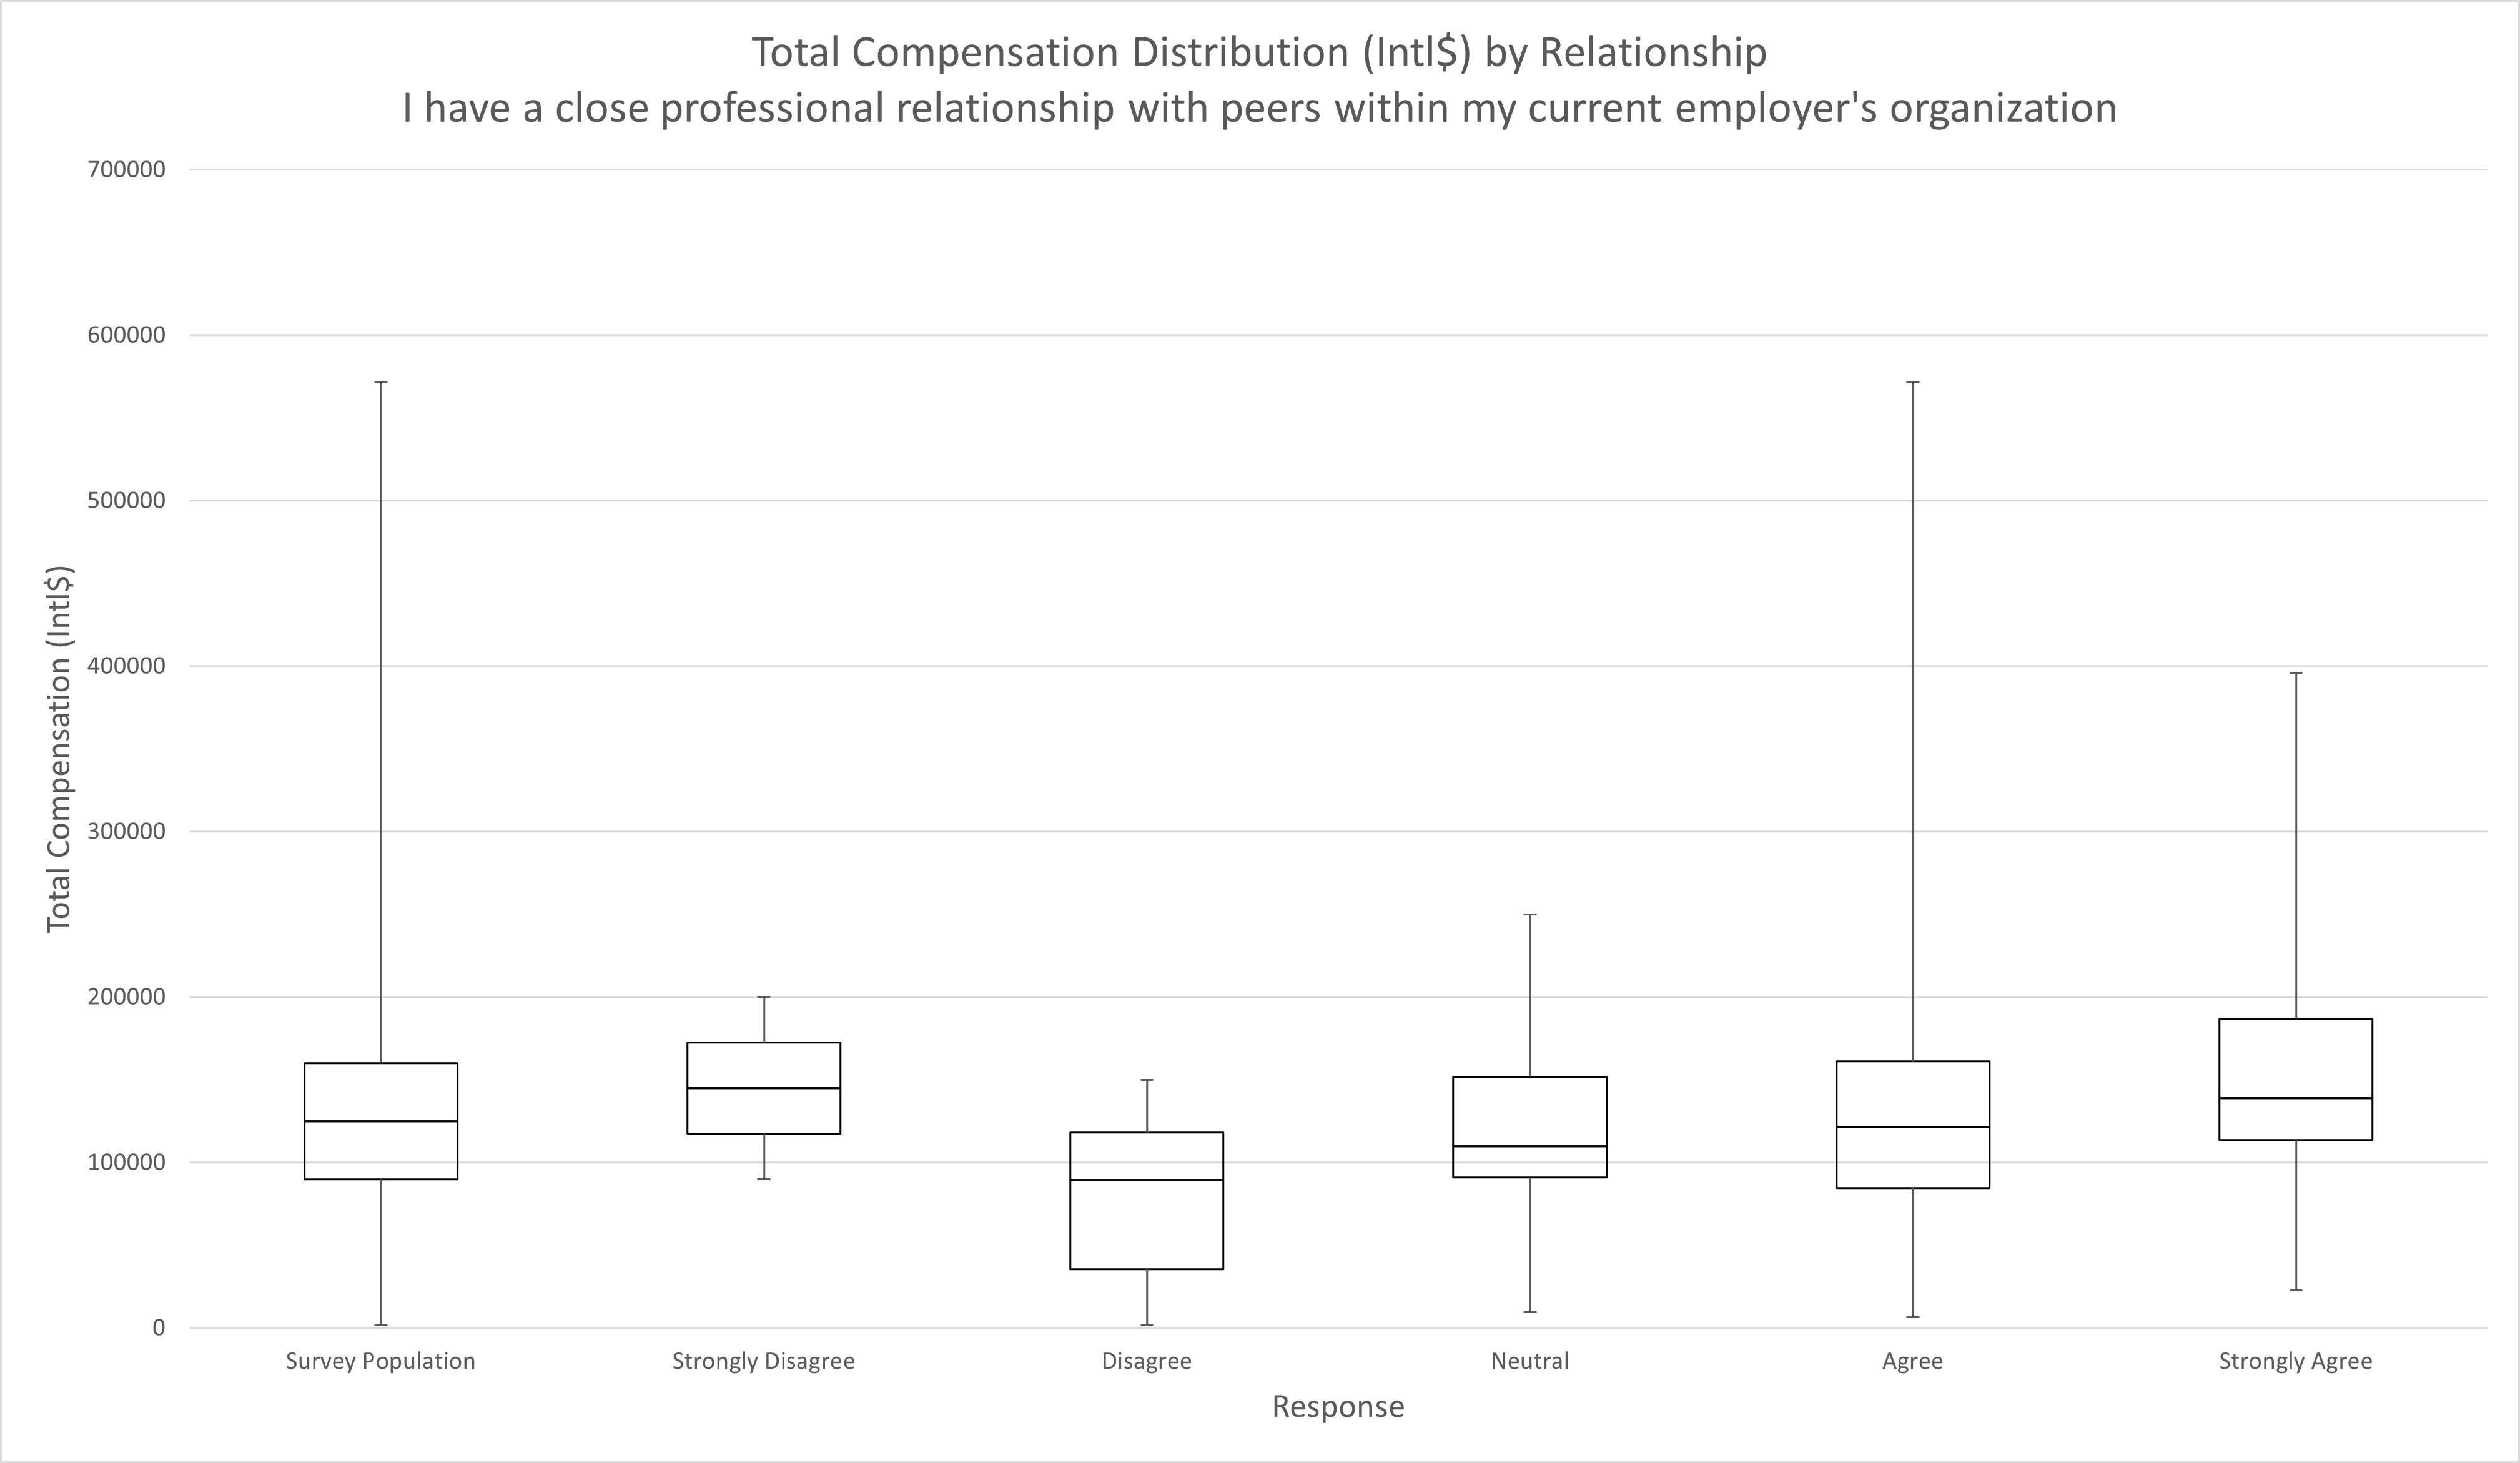 Total Compensation Distribution (Intl$) by Relationship
I have a close professional relationship with peers within my current employer's organization
Total Compensation (Intl$)
700000
600000
500000
400000
300000
200000
100000
0
Survey Population
Strongly Disagree
Disagree
Neutral
Agree
Strongly Agree
Response